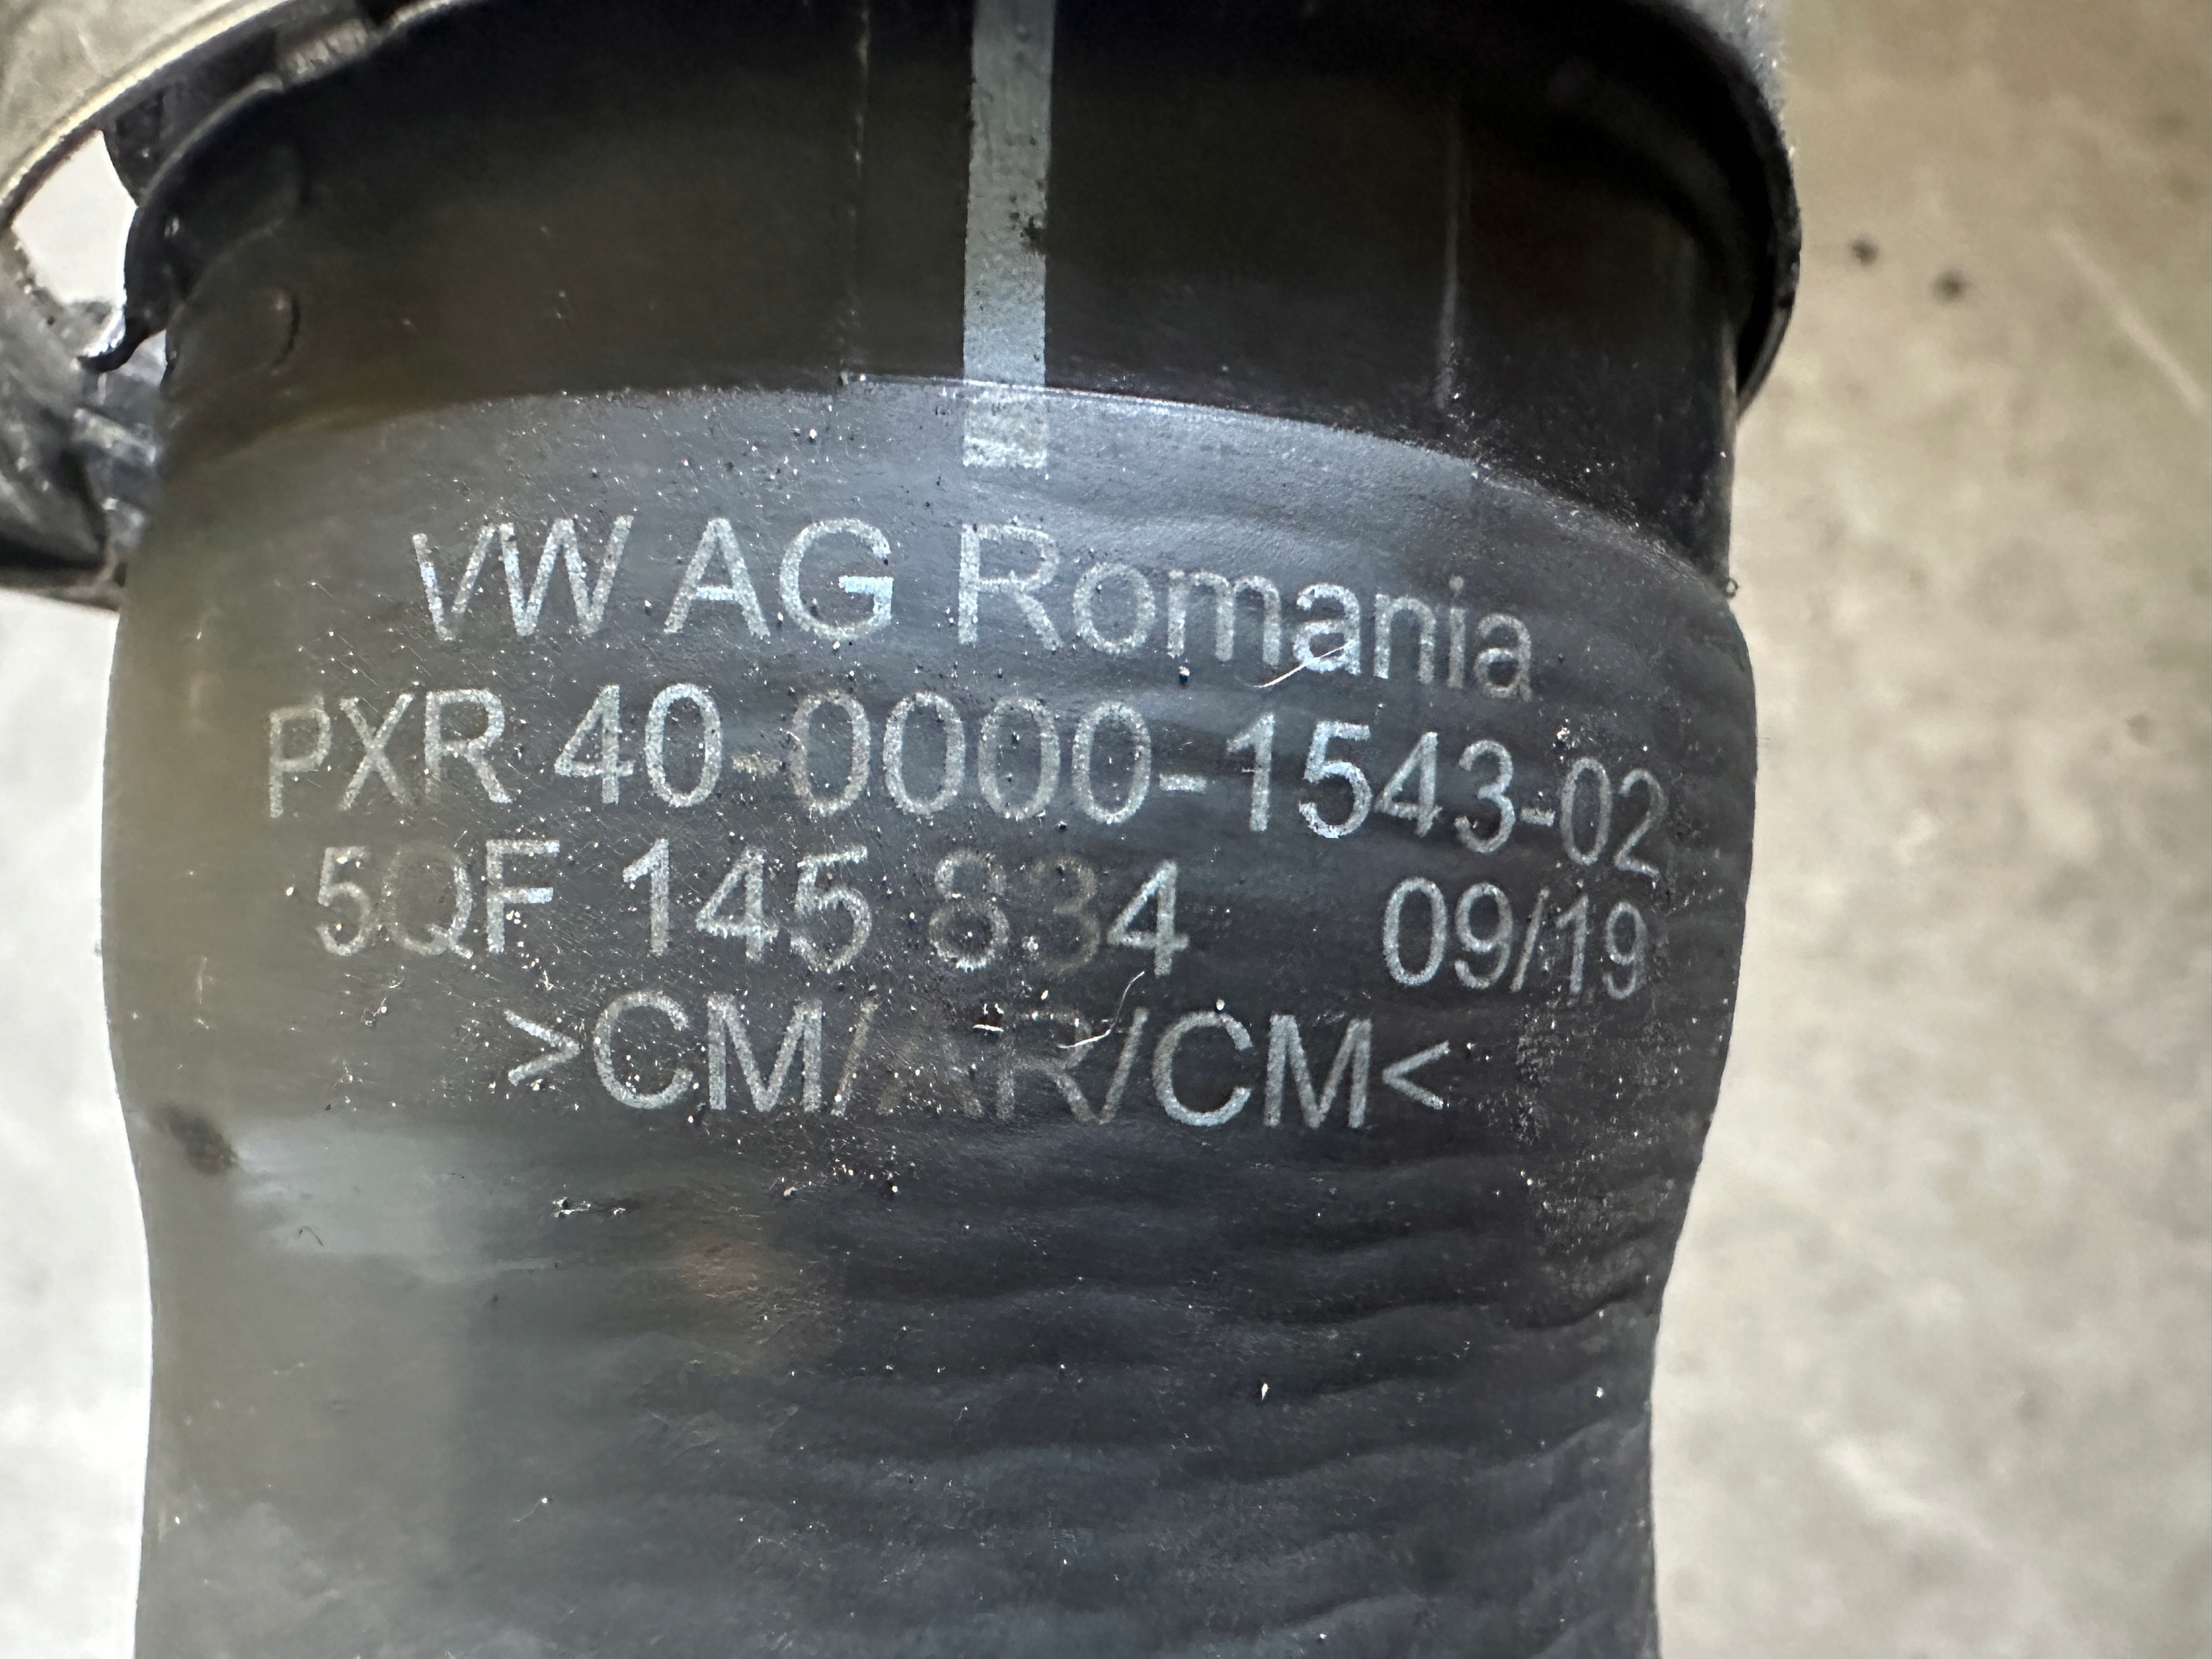 VW AG Romania
PXR 40-0000-1543-02
5QF 145 834 09/19
>CM/AR/CM<